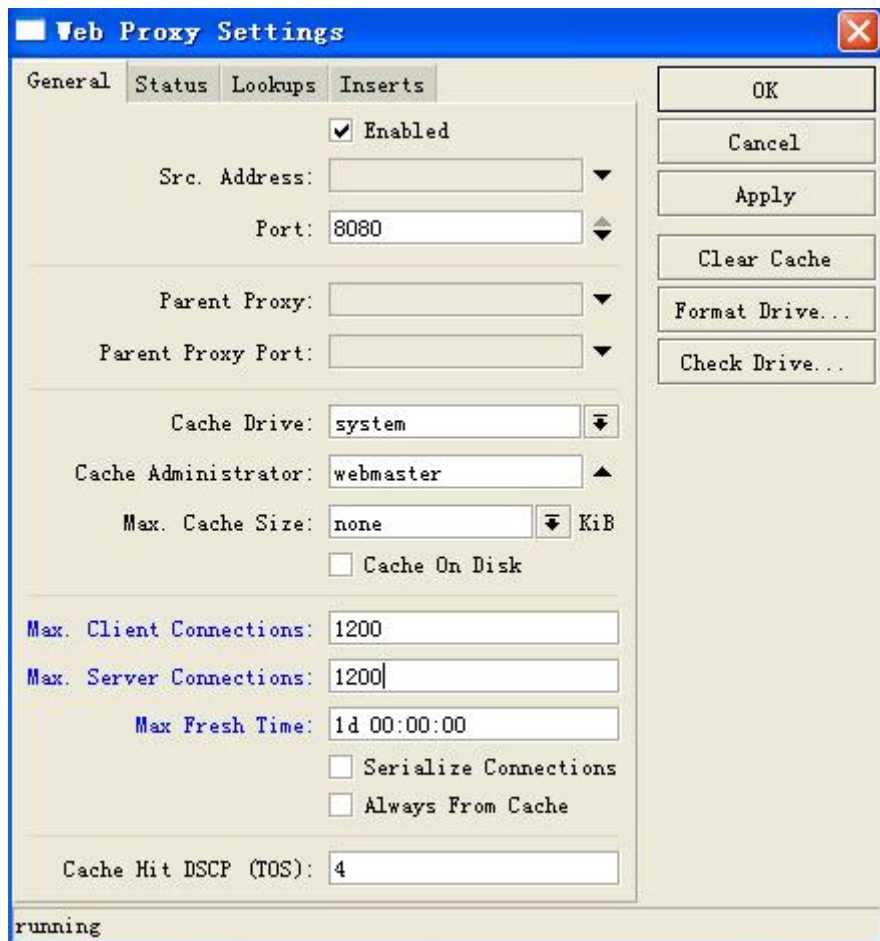 Web Proxy Settings
General Status Lookups Inserts
OK
Enabled
Cancel
Src. Address:
Apply
Port: 8080
Clear Cache
Parent Proxy:
Format Drive...
Parent Proxy Port:
Check Drive...
Cache Drive: system
Cache Administrator: webmaster
Max. Cache Size: none KiB
Cache On Disk
Max. Client Connections: 1200
Max. Server Connections: 1200
Max Fresh Time: 1d 00:00:00
Serialize Connections
Always From Cache
Cache Hit DSCP (TOS): 4
running